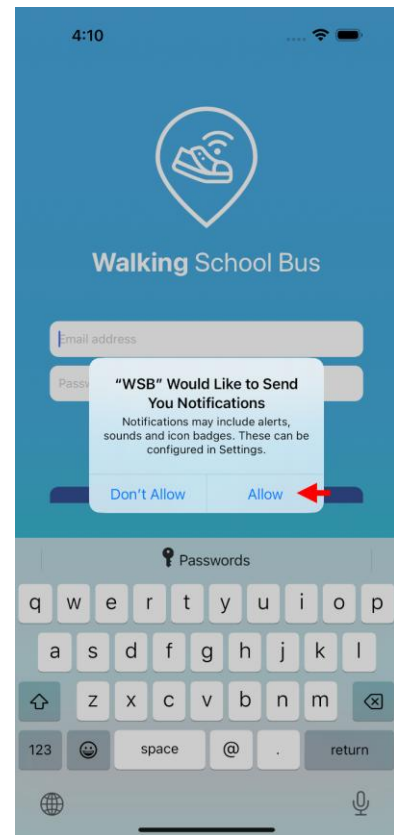 4:10
Walking School Bus
Email address
Passw
“WSB” Would Like to Send
You Notifications
Notifications may include alerts,
sounds and icon badges. These can be
configured in Settings.
Don’t Allow Allow
Passwords
q w e r t y u i o p
a s d f g h j k l
z x c v b n m
123 space @ . return